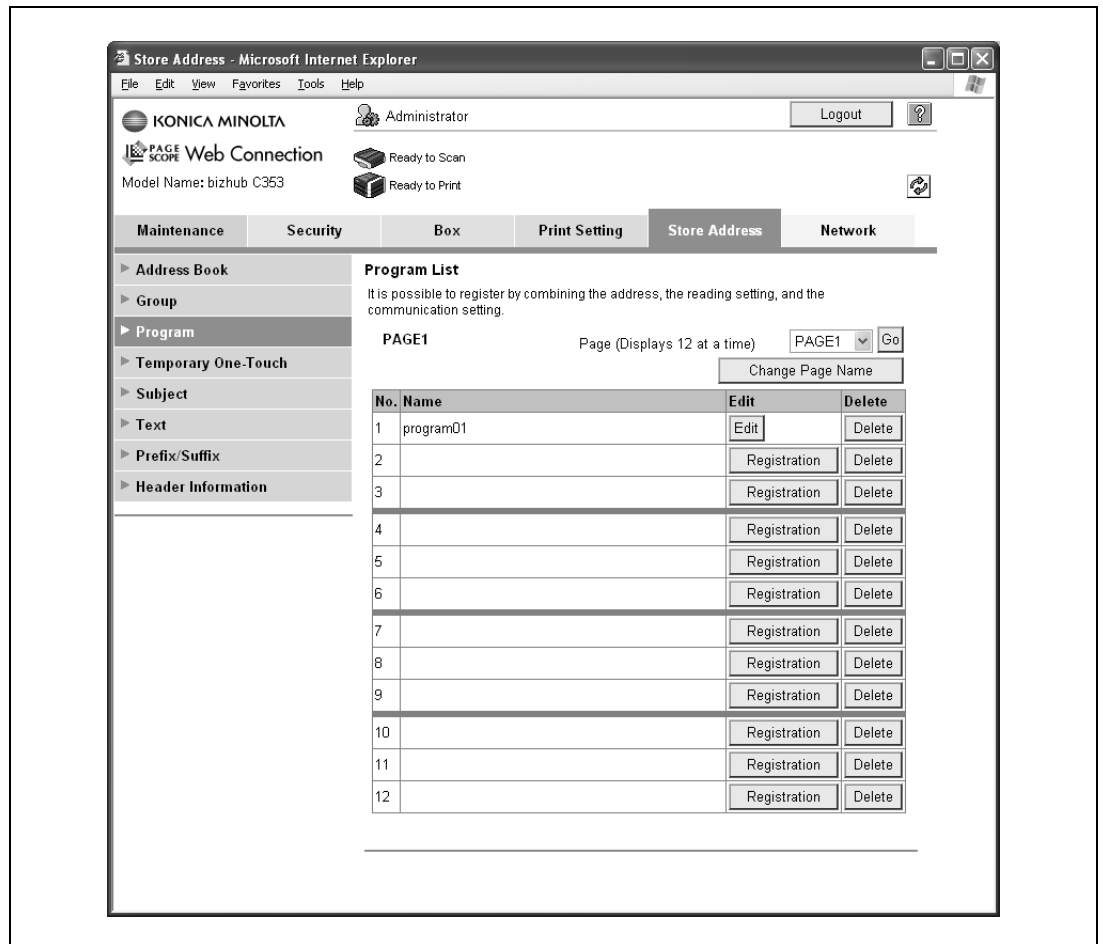 Store Address - Microsoft Internet Explorer
File Edit View Favorites Tools Help
KONICA MINOLTA
Administrator
Logout
?
PAGE SCOPE Web Connection
Ready to Scan
Model Name: bizhub C353
Ready to Print
Maintenance Security Box Print Setting Store Address Network
Address Book
Group
Program
Temporary One-Touch
Subject
Text
Prefix/Suffix
Header Information
Program List
It is possible to register by combining the address, the reading setting, and the
communication setting.
PAGE1 Page (Displays 12 at a time) PAGE1 Go
Change Page Name
No. Name Edit Delete
1 program01 Edit Delete
2 Registration Delete
3 Registration Delete
4 Registration Delete
5 Registration Delete
6 Registration Delete
7 Registration Delete
8 Registration Delete
9 Registration Delete
10 Registration Delete
11 Registration Delete
12 Registration Delete